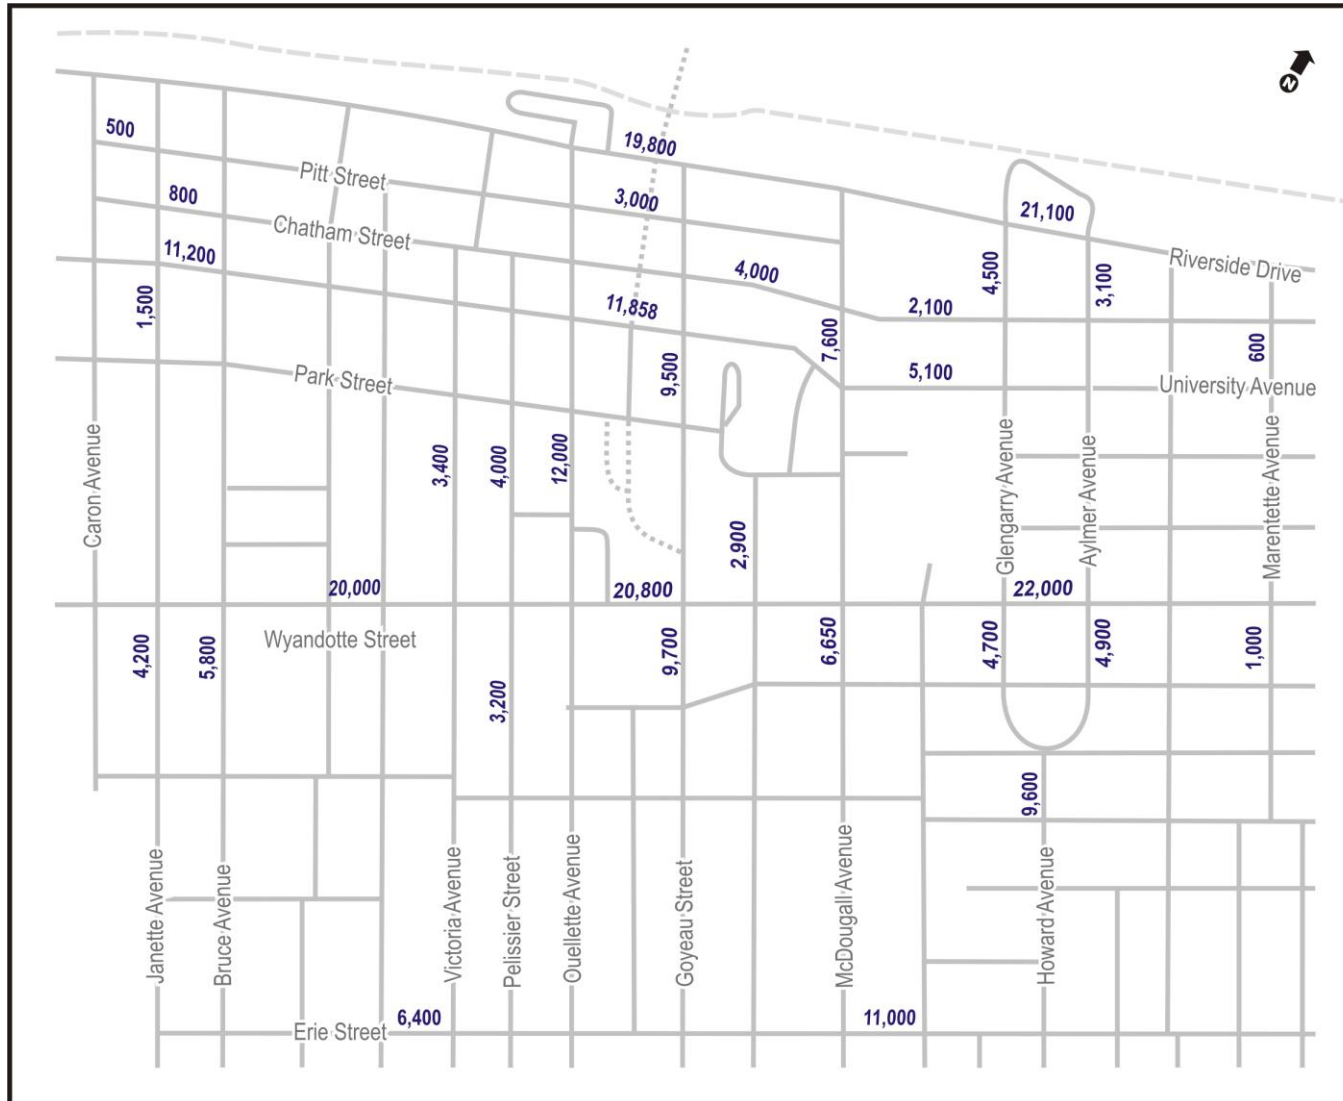 500
19,800
Pitt Street
800
3,000
21,100
Chatham Street
11,200
4,000
4,500
3,100
Riverside Drive
1,500
11,858
7,600
2,100
600
9,500
5,100
University Avenue
Park Street
Caron Avenue
3,400
4,000
12,000
2,900
Glengarry Avenue
Aylmer Avenue
Marentette Avenue
20,000
20,800
22,000
Wyandotte Street
4,200
5,800
9,700
6,650
4,700
4,900
1,000
3,200
9,600
Janette Avenue
Bruce Avenue
Victoria Avenue
Pelissier Street
Ouellette Avenue
Goyeau Street
McDougall Avenue
Howard Avenue
Erie Street
6,400
11,000
N